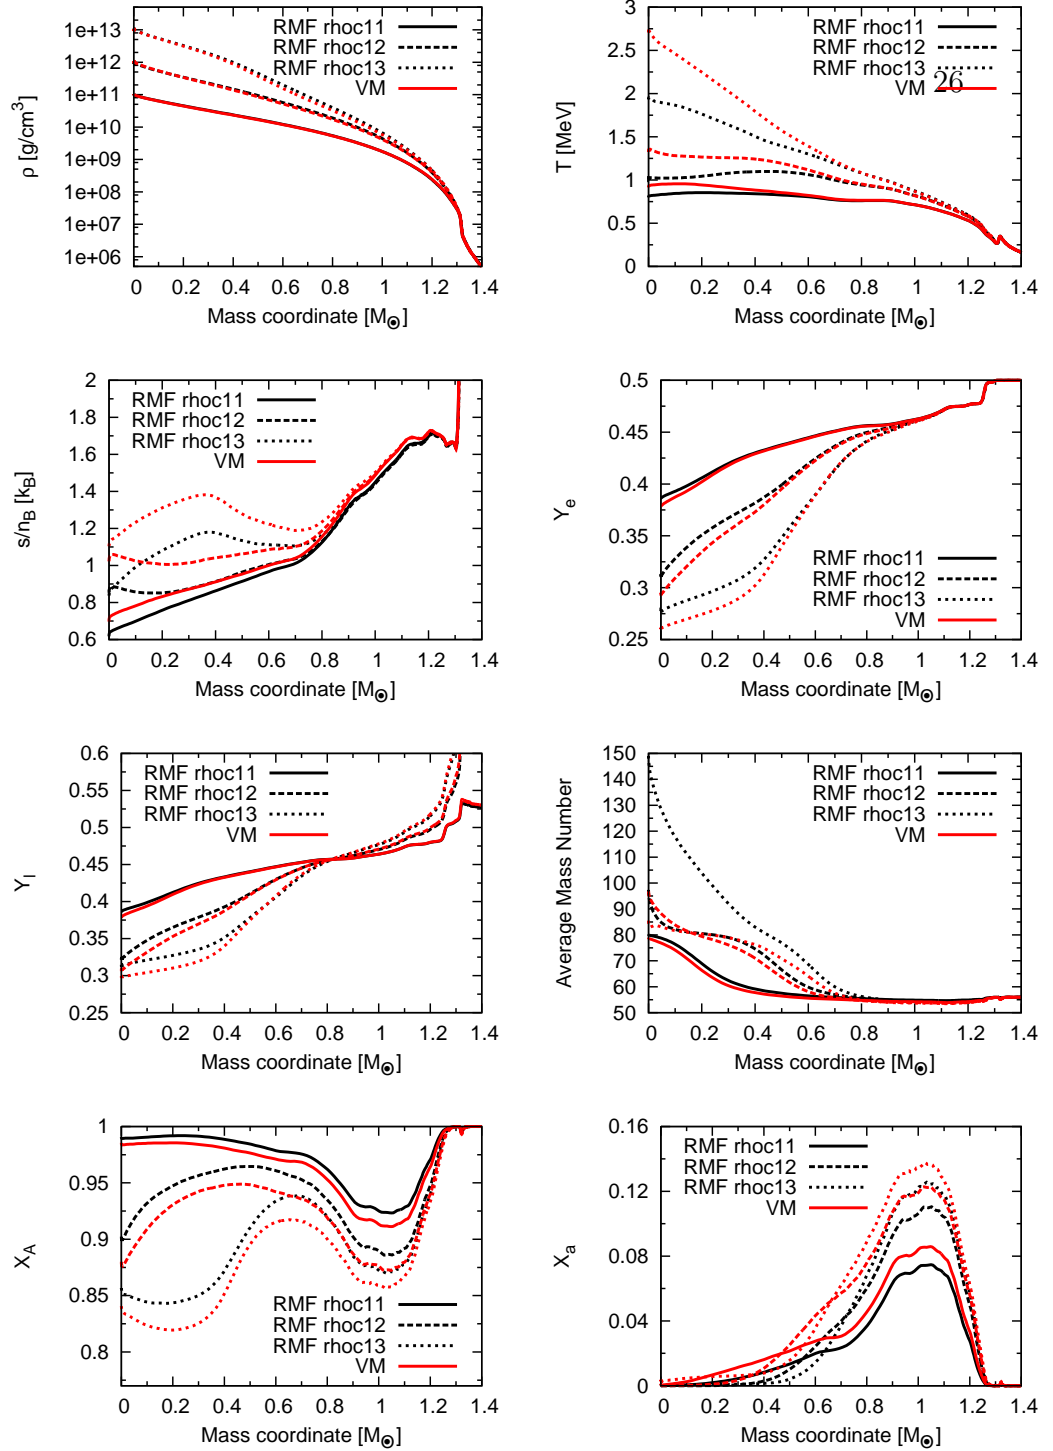 1e+13
1e+12
1e+11
1e+10
1e+09
1e+08
1e+07
1e+06
ρ [g/cm³]
RMF rhoc11
RMF rhoc12
RMF rhoc13
VM
0 0.2 0.4 0.6 0.8 1 1.2 1.4
Mass coordinate [M⊙]
3
2.5
2
1.5
1
0.5
0
T [MeV]
RMF rhoc11
RMF rhoc12
RMF rhoc13
VM
26
0 0.2 0.4 0.6 0.8 1 1.2 1.4
Mass coordinate [M⊙]
2
1.8
1.6
1.4
1.2
1
0.8
0.6
s/n_B [k_B]
RMF rhoc11
RMF rhoc12
RMF rhoc13
VM
0 0.2 0.4 0.6 0.8 1 1.2 1.4
Mass coordinate [M⊙]
0.5
0.45
0.4
0.35
0.3
0.25
Y_e
RMF rhoc11
RMF rhoc12
RMF rhoc13
VM
0 0.2 0.4 0.6 0.8 1 1.2 1.4
Mass coordinate [M⊙]
0.6
0.55
0.5
0.45
0.4
0.35
0.3
0.25
Y_l
RMF rhoc11
RMF rhoc12
RMF rhoc13
VM
0 0.2 0.4 0.6 0.8 1 1.2 1.4
Mass coordinate [M⊙]
150
140
130
120
110
100
90
80
70
60
50
Average Mass Number
RMF rhoc11
RMF rhoc12
RMF rhoc13
VM
0 0.2 0.4 0.6 0.8 1 1.2 1.4
Mass coordinate [M⊙]
1
0.95
0.9
0.85
0.8
X_A
RMF rhoc11
RMF rhoc12
RMF rhoc13
VM
0 0.2 0.4 0.6 0.8 1 1.2 1.4
Mass coordinate [M⊙]
0.16
0.12
0.08
0.04
0
X_a
RMF rhoc11
RMF rhoc12
RMF rhoc13
VM
0 0.2 0.4 0.6 0.8 1 1.2 1.4
Mass coordinate [M⊙]